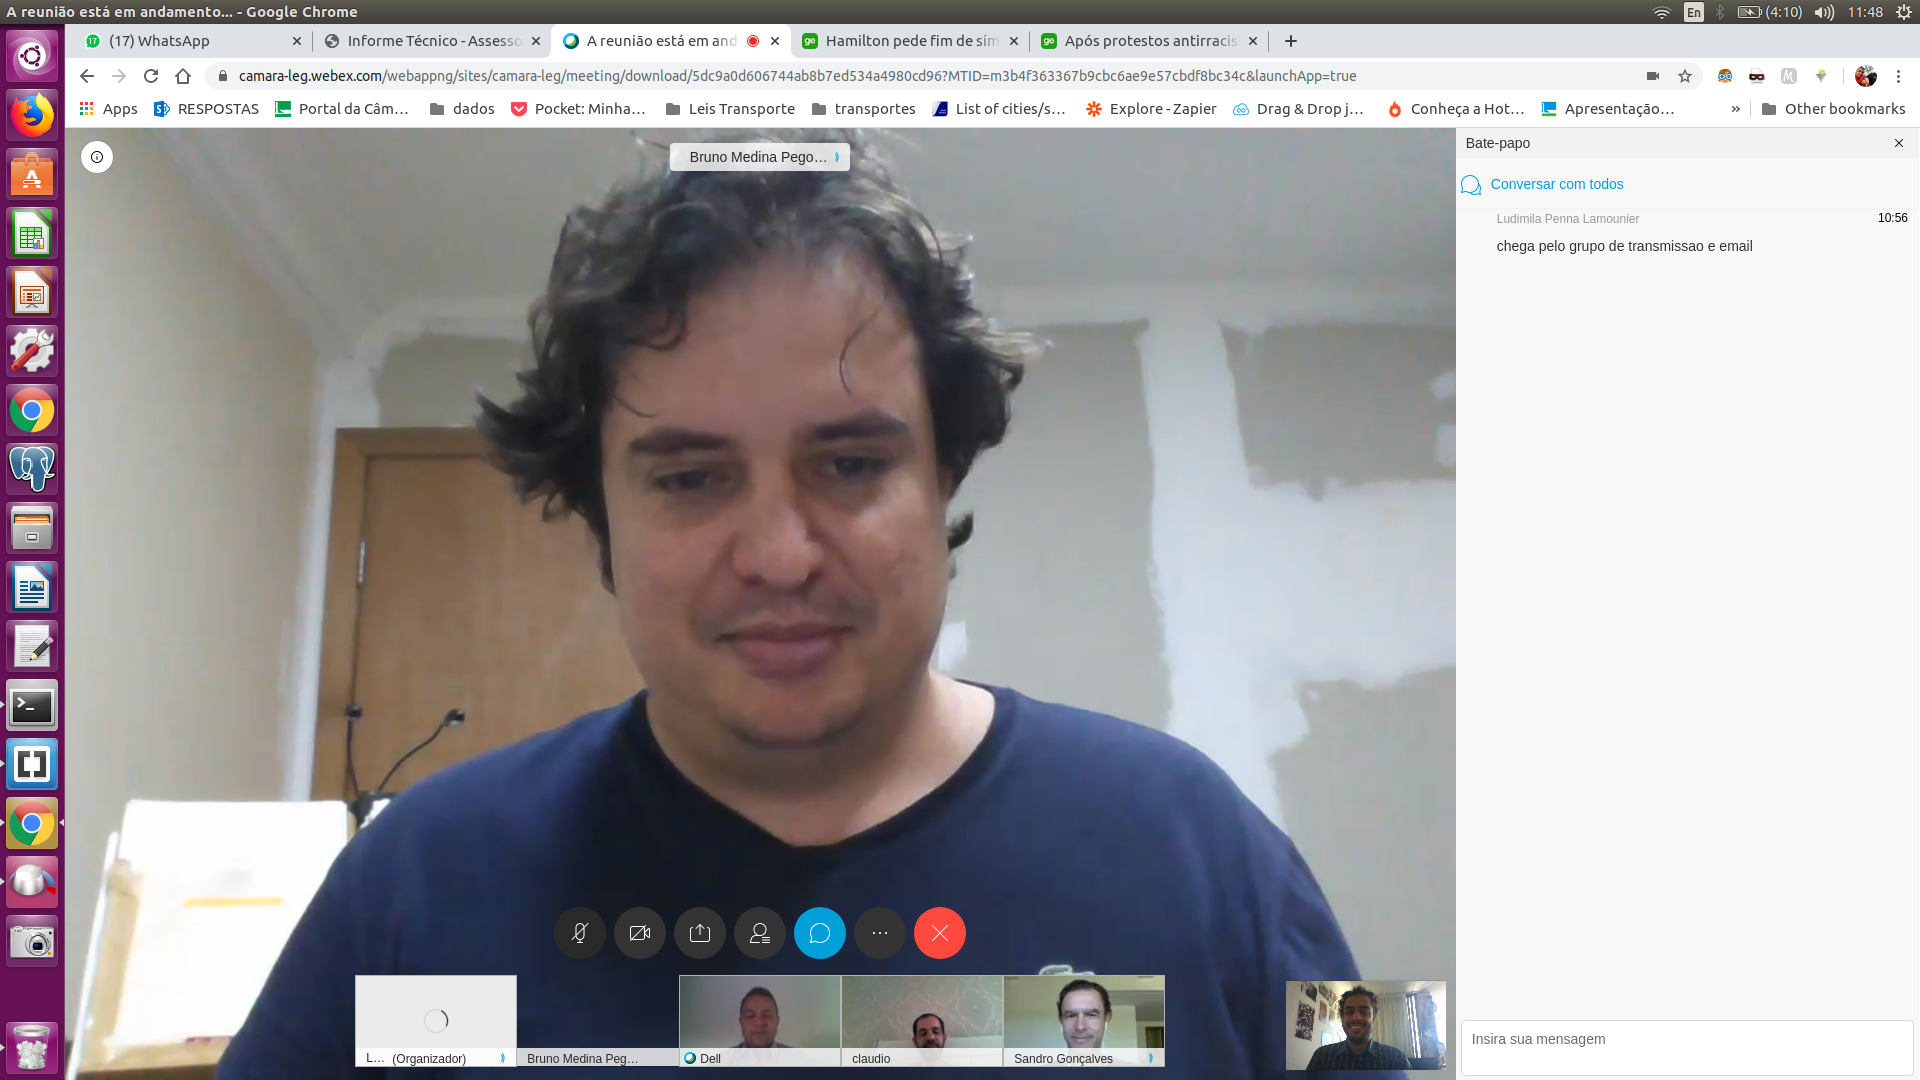 A reunião está em andamento... - Google Chrome
En
(4:10)
11:48
(17) WhatsApp
Informe Técnico - Assesso
A reunião está em and
Hamilton pede fim de sím
Após protestos antirracis
camara-leg.webex.com/webappng/sites/camara-leg/meeting/download/5dc9a0d606744ab8b7ed534a4980cd96?MTID=m3b4f363367b9cbc6ae9e57cbdf8bc34c&launchApp=true
Apps
RESPOSTAS
Portal da Câm...
dados
Pocket: Minha...
Leis Transporte
transportes
List of cities/s...
Explore - Zapier
Drag & Drop j...
Conheça a Hot...
Apresentação...
»
Other bookmarks
Bruno Medina Pego...
Bate-papo
Conversar com todos
Ludimila Penna Lamounier
10:56
chega pelo grupo de transmissao e email
L... (Organizador)
Bruno Medina Peg...
Dell
claudio
Sandro Gonçalves
Insira sua mensagem